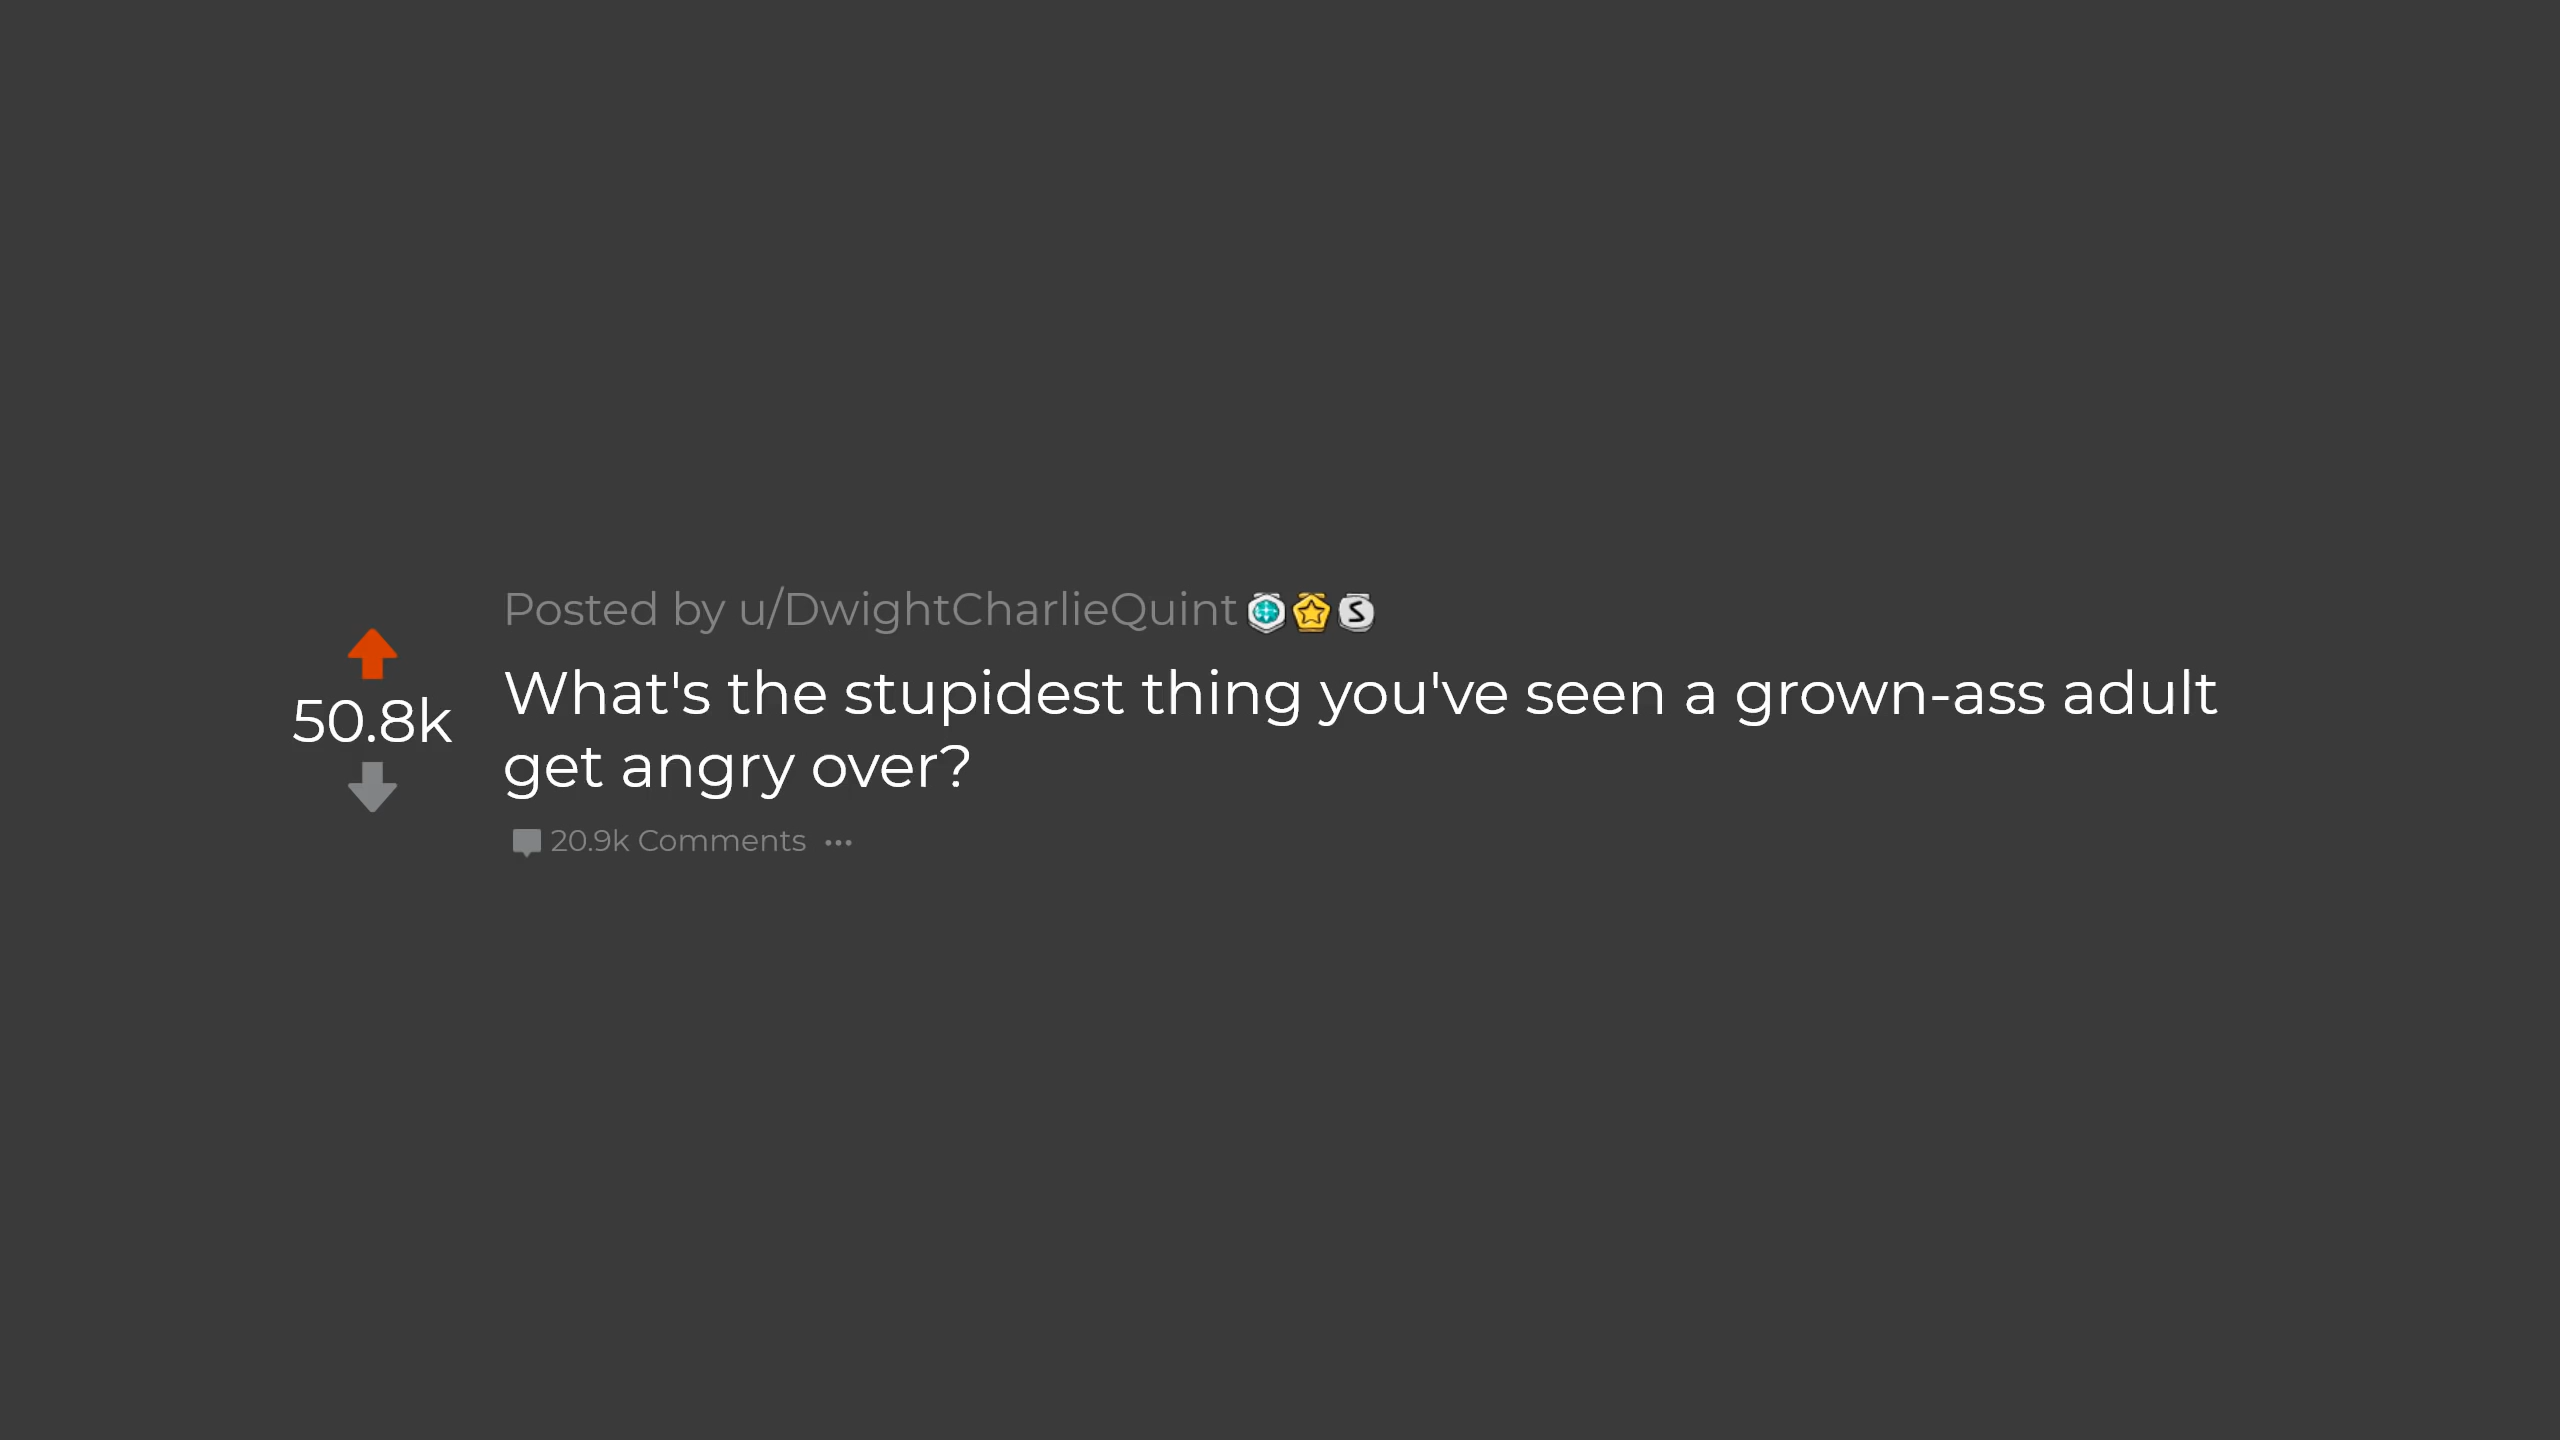 Posted by u/DwightCharlieQuint
What's the stupidest thing you've seen a grown-ass adult
50.8k
get angry over?
20.9k Comments